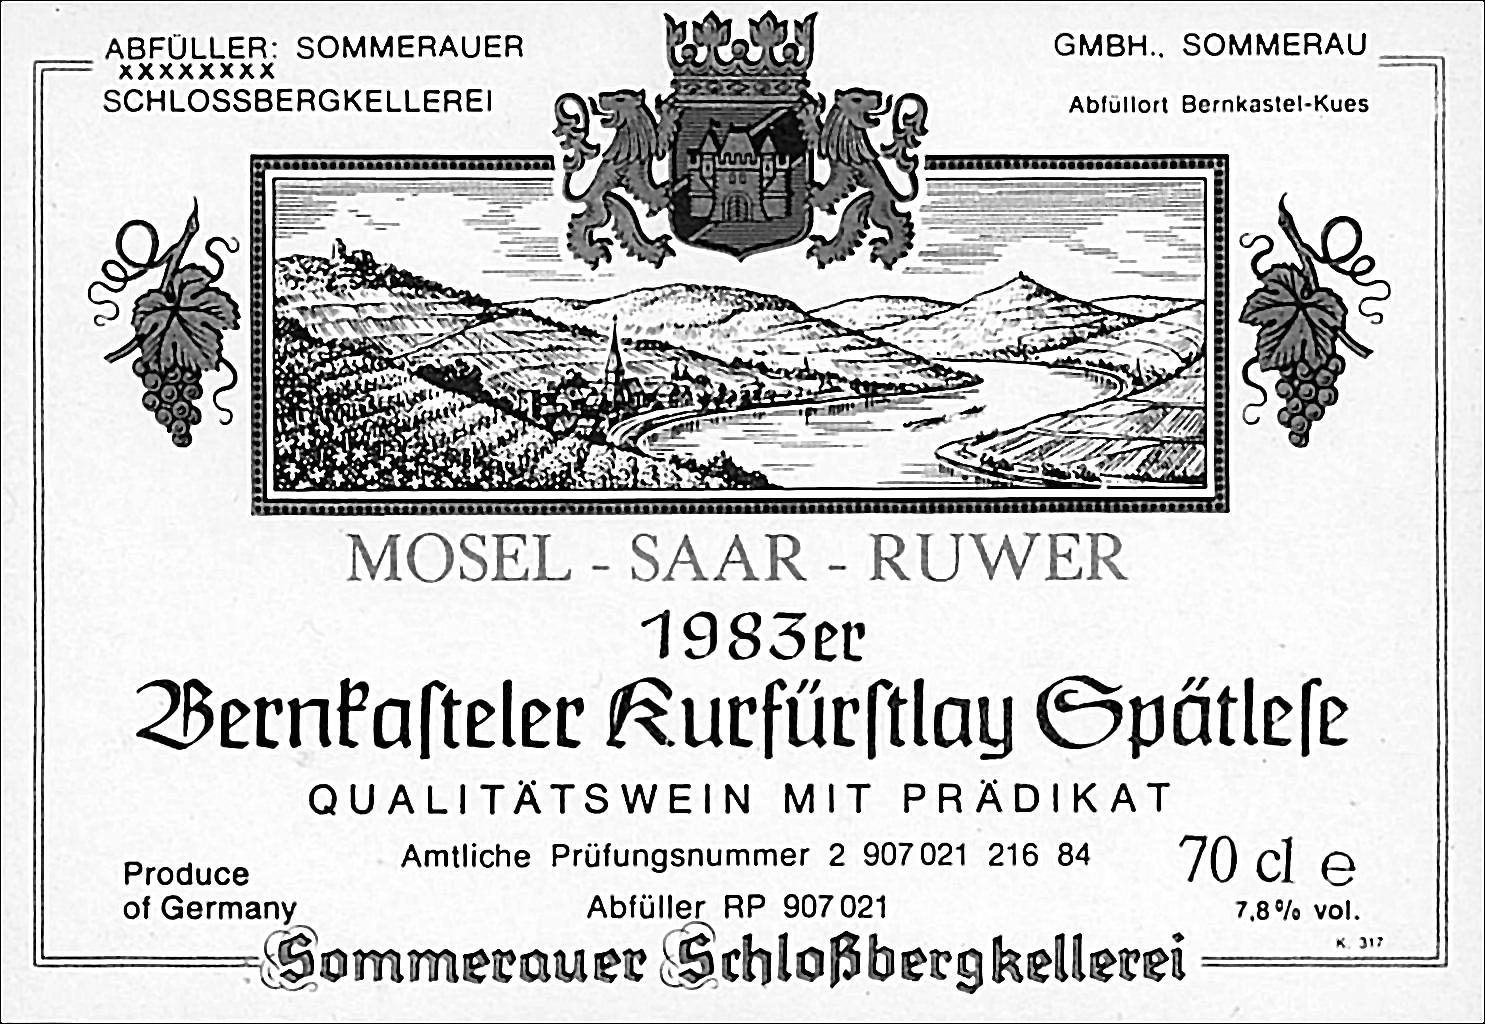 ABFÜLLER: SOMMERAUER GMBH., SOMMERAU
XXXXXXXX
SCHLOSSBERGKELLEREI Abfüllort Bernkastel-Kues
MOSEL - SAAR - RUWER
1983er
Bernkaſteler Kurfürſtlay Spätleſe
QUALITÄTSWEIN MIT PRÄDIKAT
Amtliche Prüfungsnummer 2 907 021 216 84
70 cl e
Produce
of Germany
Abfüller RP 907 021
7,8% vol.
K. 317
Sommerauer Schloßbergkellerei